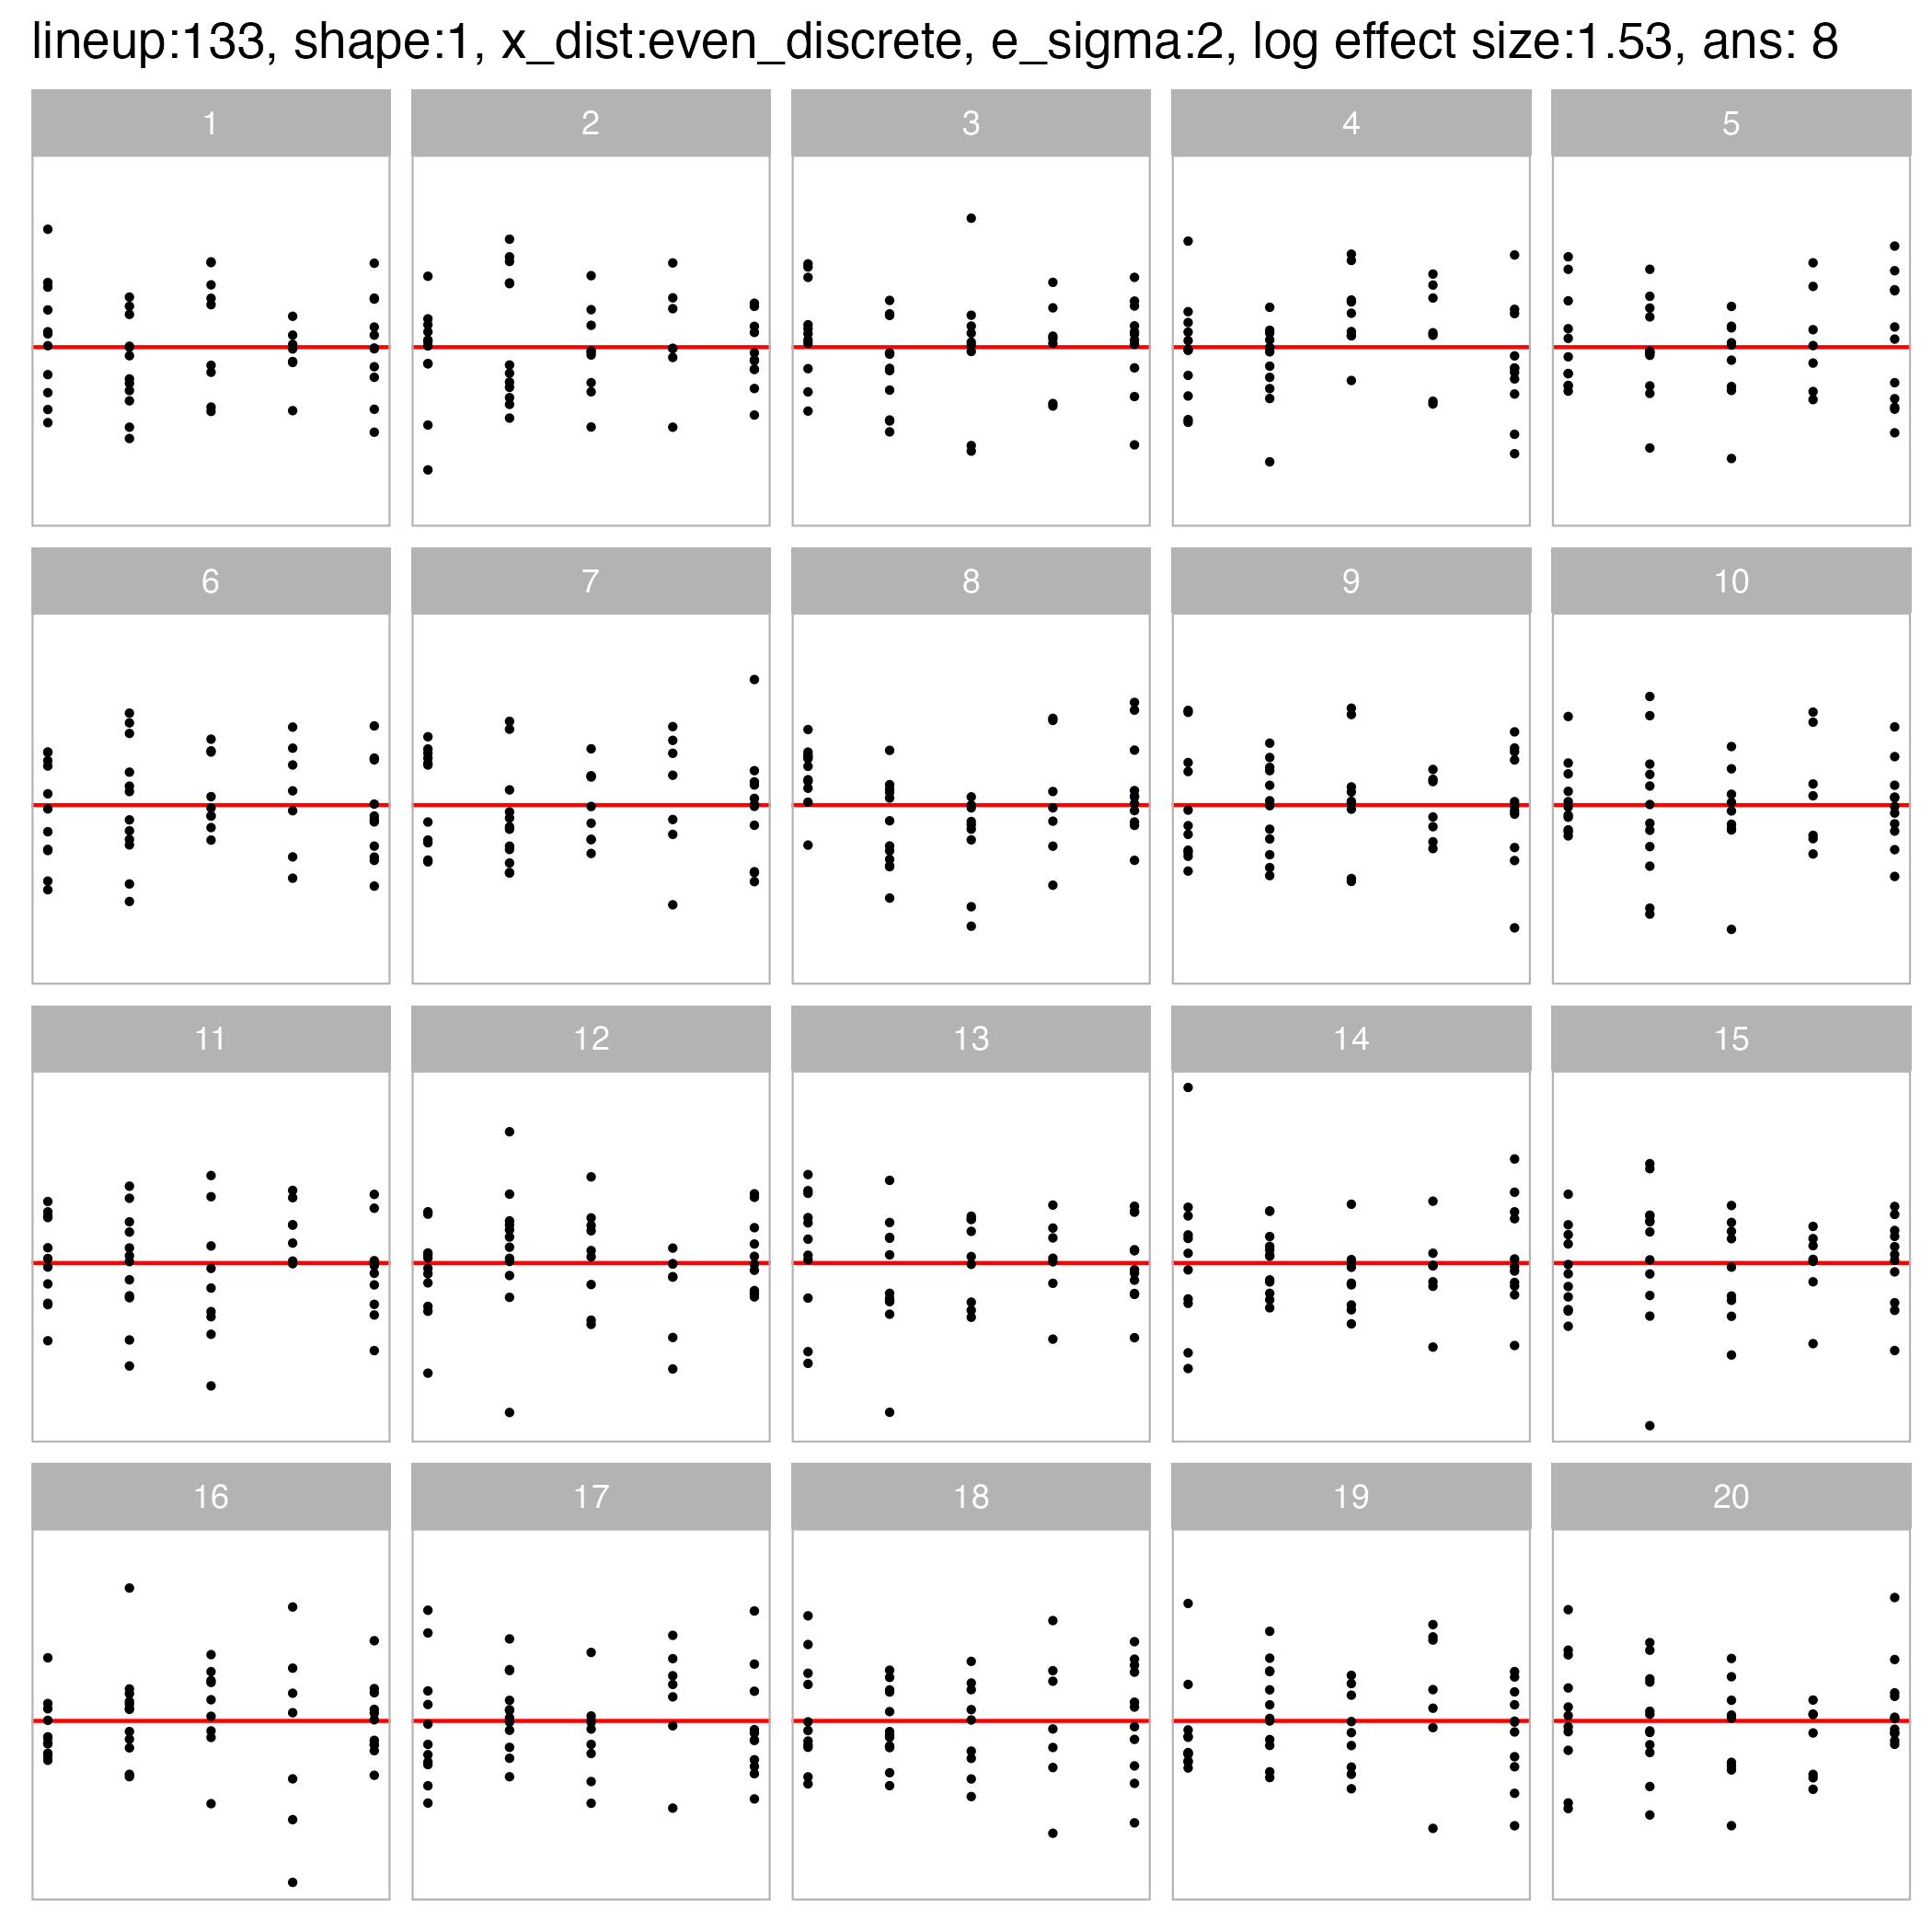 lineup:133, shape:1, x_dist:even_discrete, e_sigma:2, log effect size:1.53, ans: 8
1 2 3 4 5
6 7 8 9 10
11 12 13 14 15
16 17 18 19 20